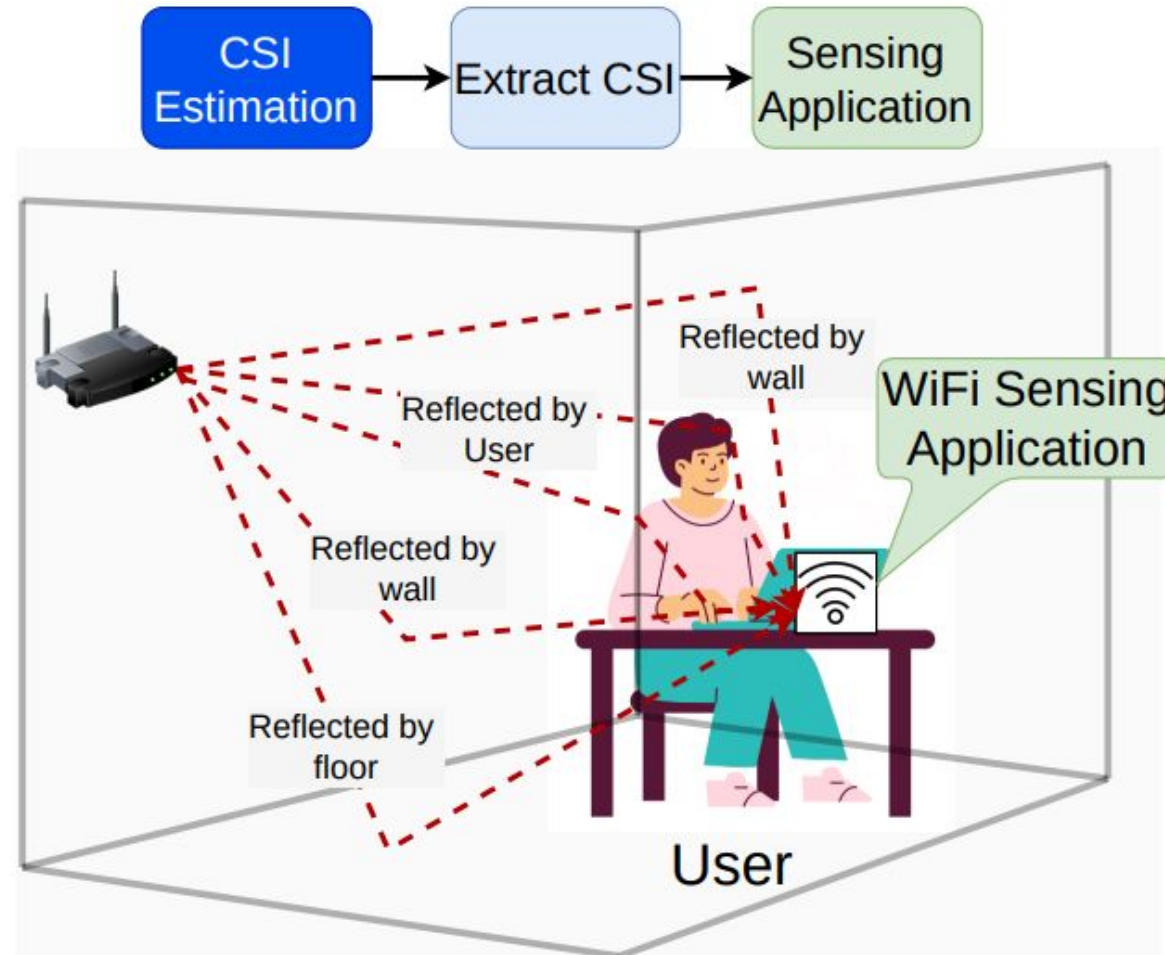 CSI
Estimation
Extract CSI
Sensing
Application
Reflected by
wall
WiFi Sensing
Application
Reflected by
User
Reflected by
wall
Reflected by
floor
User